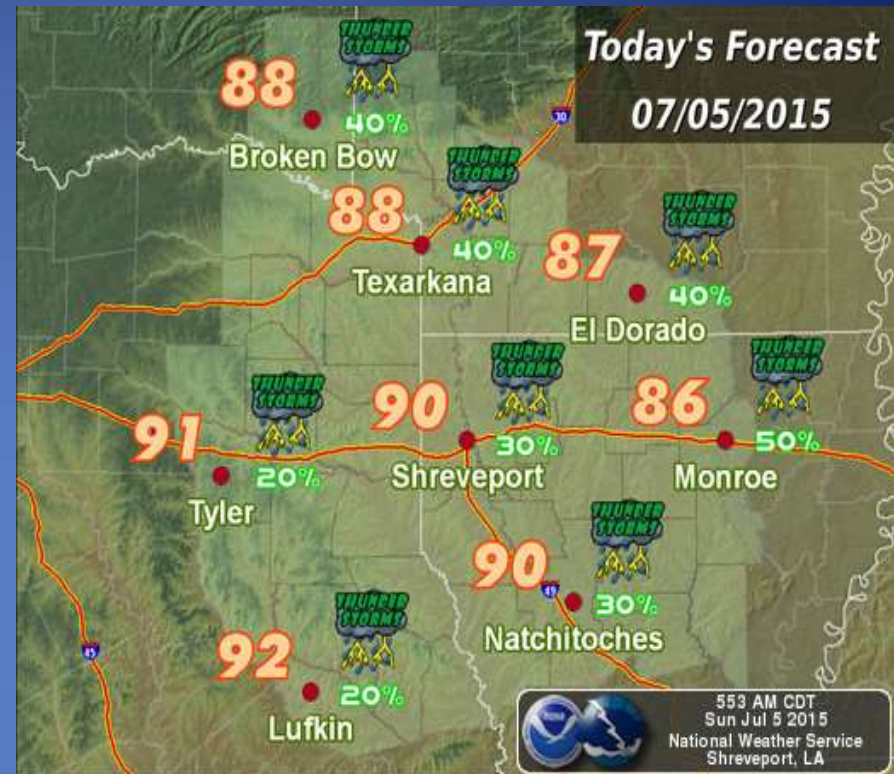 Today's Forecast
07/05/2015
THUNDER
STORMS
88
40%
Broken Bow
30
THUNDER
STORMS
88
40%
Texarkana
THUNDER
STORMS
87
40%
El Dorado
THUNDER
STORMS
91
20%
Tyler
THUNDER
STORMS
90
30%
Shreveport
THUNDER
STORMS
86
50%
Monroe
THUNDER
STORMS
90
49
30%
Natchitoches
THUNDER
STORMS
92
20%
Lufkin
45
553 AM CDT
Sun Jul 5 2015
National Weather Service
Shreveport, LA